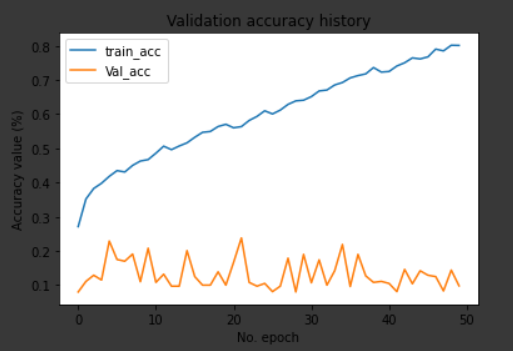 Validation accuracy history
train_acc
Val_acc
Accuracy value (%)
0.8
0.7
0.6
0.5
0.4
0.3
0.2
0.1
0 10 20 30 40 50
No. epoch